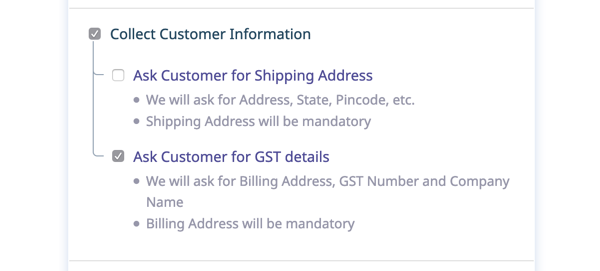 Collect Customer Information
Ask Customer for Shipping Address
• We will ask for Address, State, Pincode, etc.
• Shipping Address will be mandatory
Ask Customer for GST details
• We will ask for Billing Address, GST Number and Company
Name
• Billing Address will be mandatory